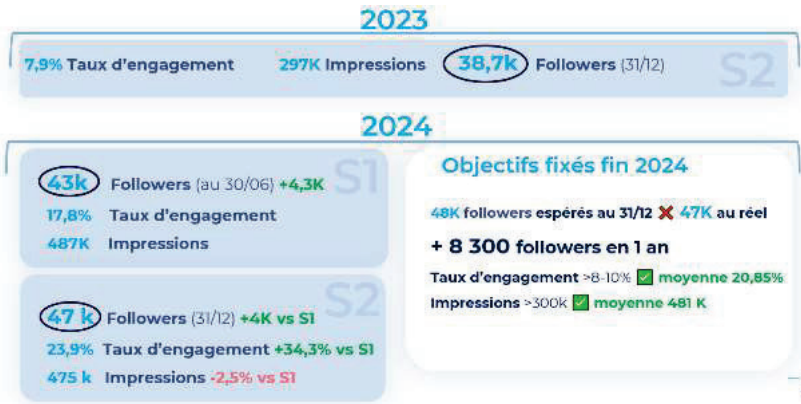 2023
7,9% Taux d'engagement 297K Impressions 38,7k Followers (31/12)
S2
2024
S1
43k Followers (au 30/06) +4,3K
17,8% Taux d'engagement
487K Impressions
S2
47 k Followers (31/12) +4K vs S1
23,9% Taux d'engagement +34,3% vs S1
475 k Impressions -2,5% vs S1
Objectifs fixés fin 2024
48K followers espérés au 31/12 ❌ 47K au réel
+ 8 300 followers en 1 an
Taux d'engagement >8-10% ✅ moyenne 20,85%
Impressions >300k ✅ moyenne 481 K